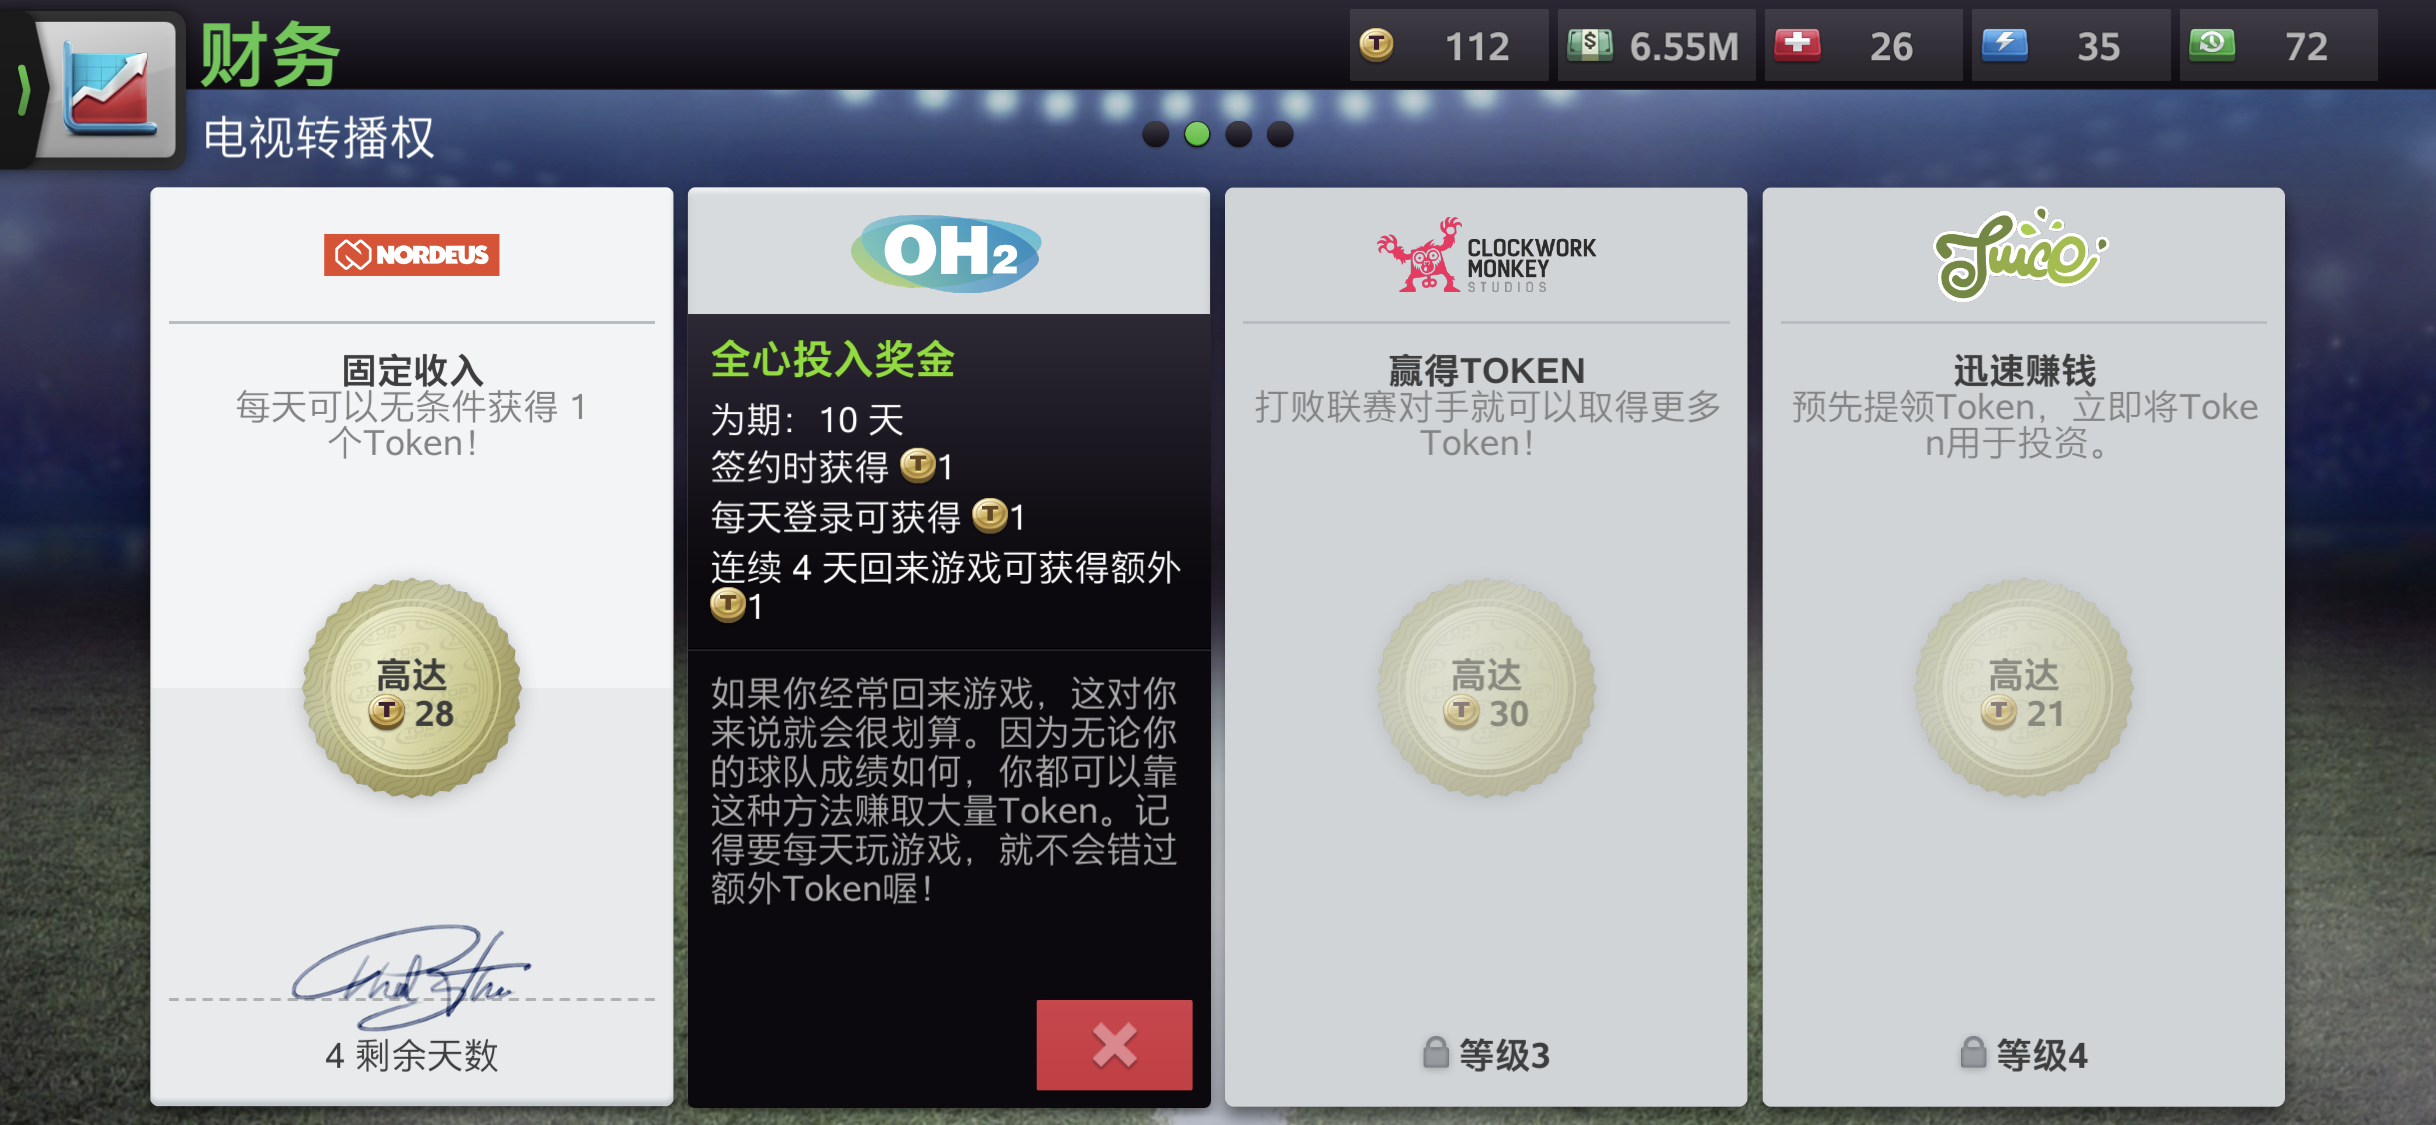 财务
112
6.55M
26
35
72
电视转播权
NORDEUS
固定收入
每天可以无条件获得 1
个Token！
高达
28
4 剩余天数
OH2
全心投入奖金
为期：10 天
签约时获得 1
每天登录可获得 1
连续 4 天回来游戏可获得额外
1
如果你经常回来游戏，这对你
来说就会很划算。因为无论你
的球队成绩如何，你都可以靠
这种方法赚取大量Token。记
得要每天玩游戏，就不会错过
额外Token喔！
CLOCKWORK
MONKEY
STUDIOS
赢得TOKEN
打败联赛对手就可以取得更多
Token！
高达
30
等级3
Juice
迅速赚钱
预先提领Token，立即将Toke
n用于投资。
高达
21
等级4